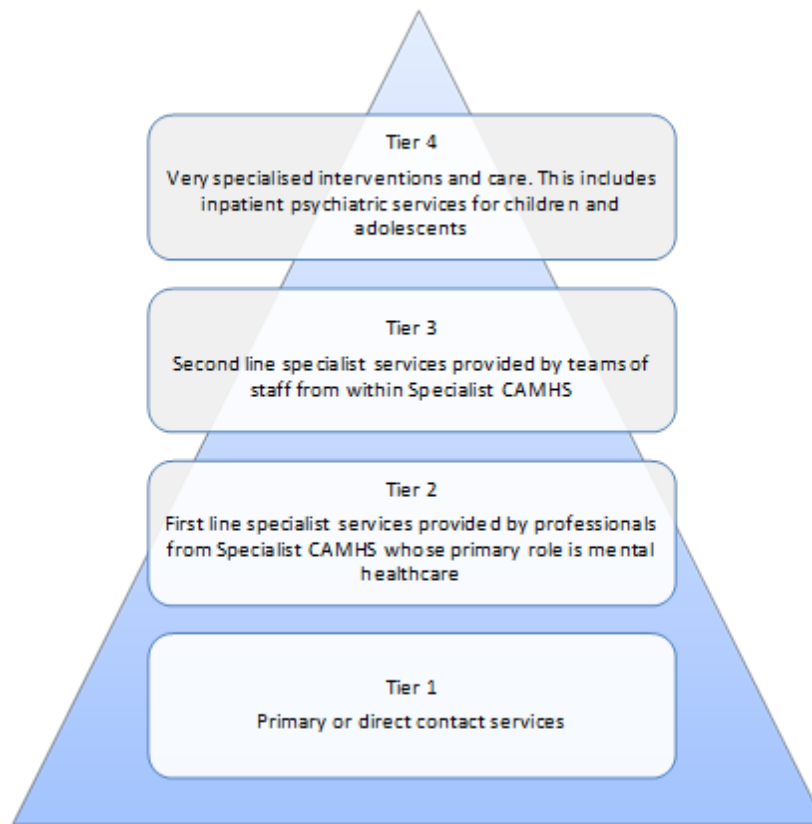 Tier 4
Very specialised interventions and care. This includes
inpatient psychiatric services for children and
adolescents
Tier 3
Second line specialist services provided by teams of
staff from within Specialist CAMHS
Tier 2
First line specialist services provided by professionals
from Specialist CAMHS whose primary role is mental
healthcare
Tier 1
Primary or direct contact services